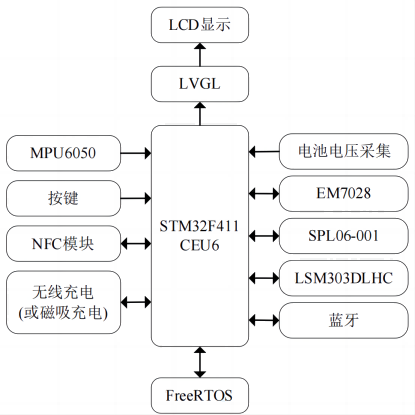 LCD显示
LVGL
MPU6050
按键
NFC模块
无线充电
(或磁吸充电)
STM32F411
CEU6
电池电压采集
EM7028
SPL06-001
LSM303DLHC
蓝牙
FreeRTOS